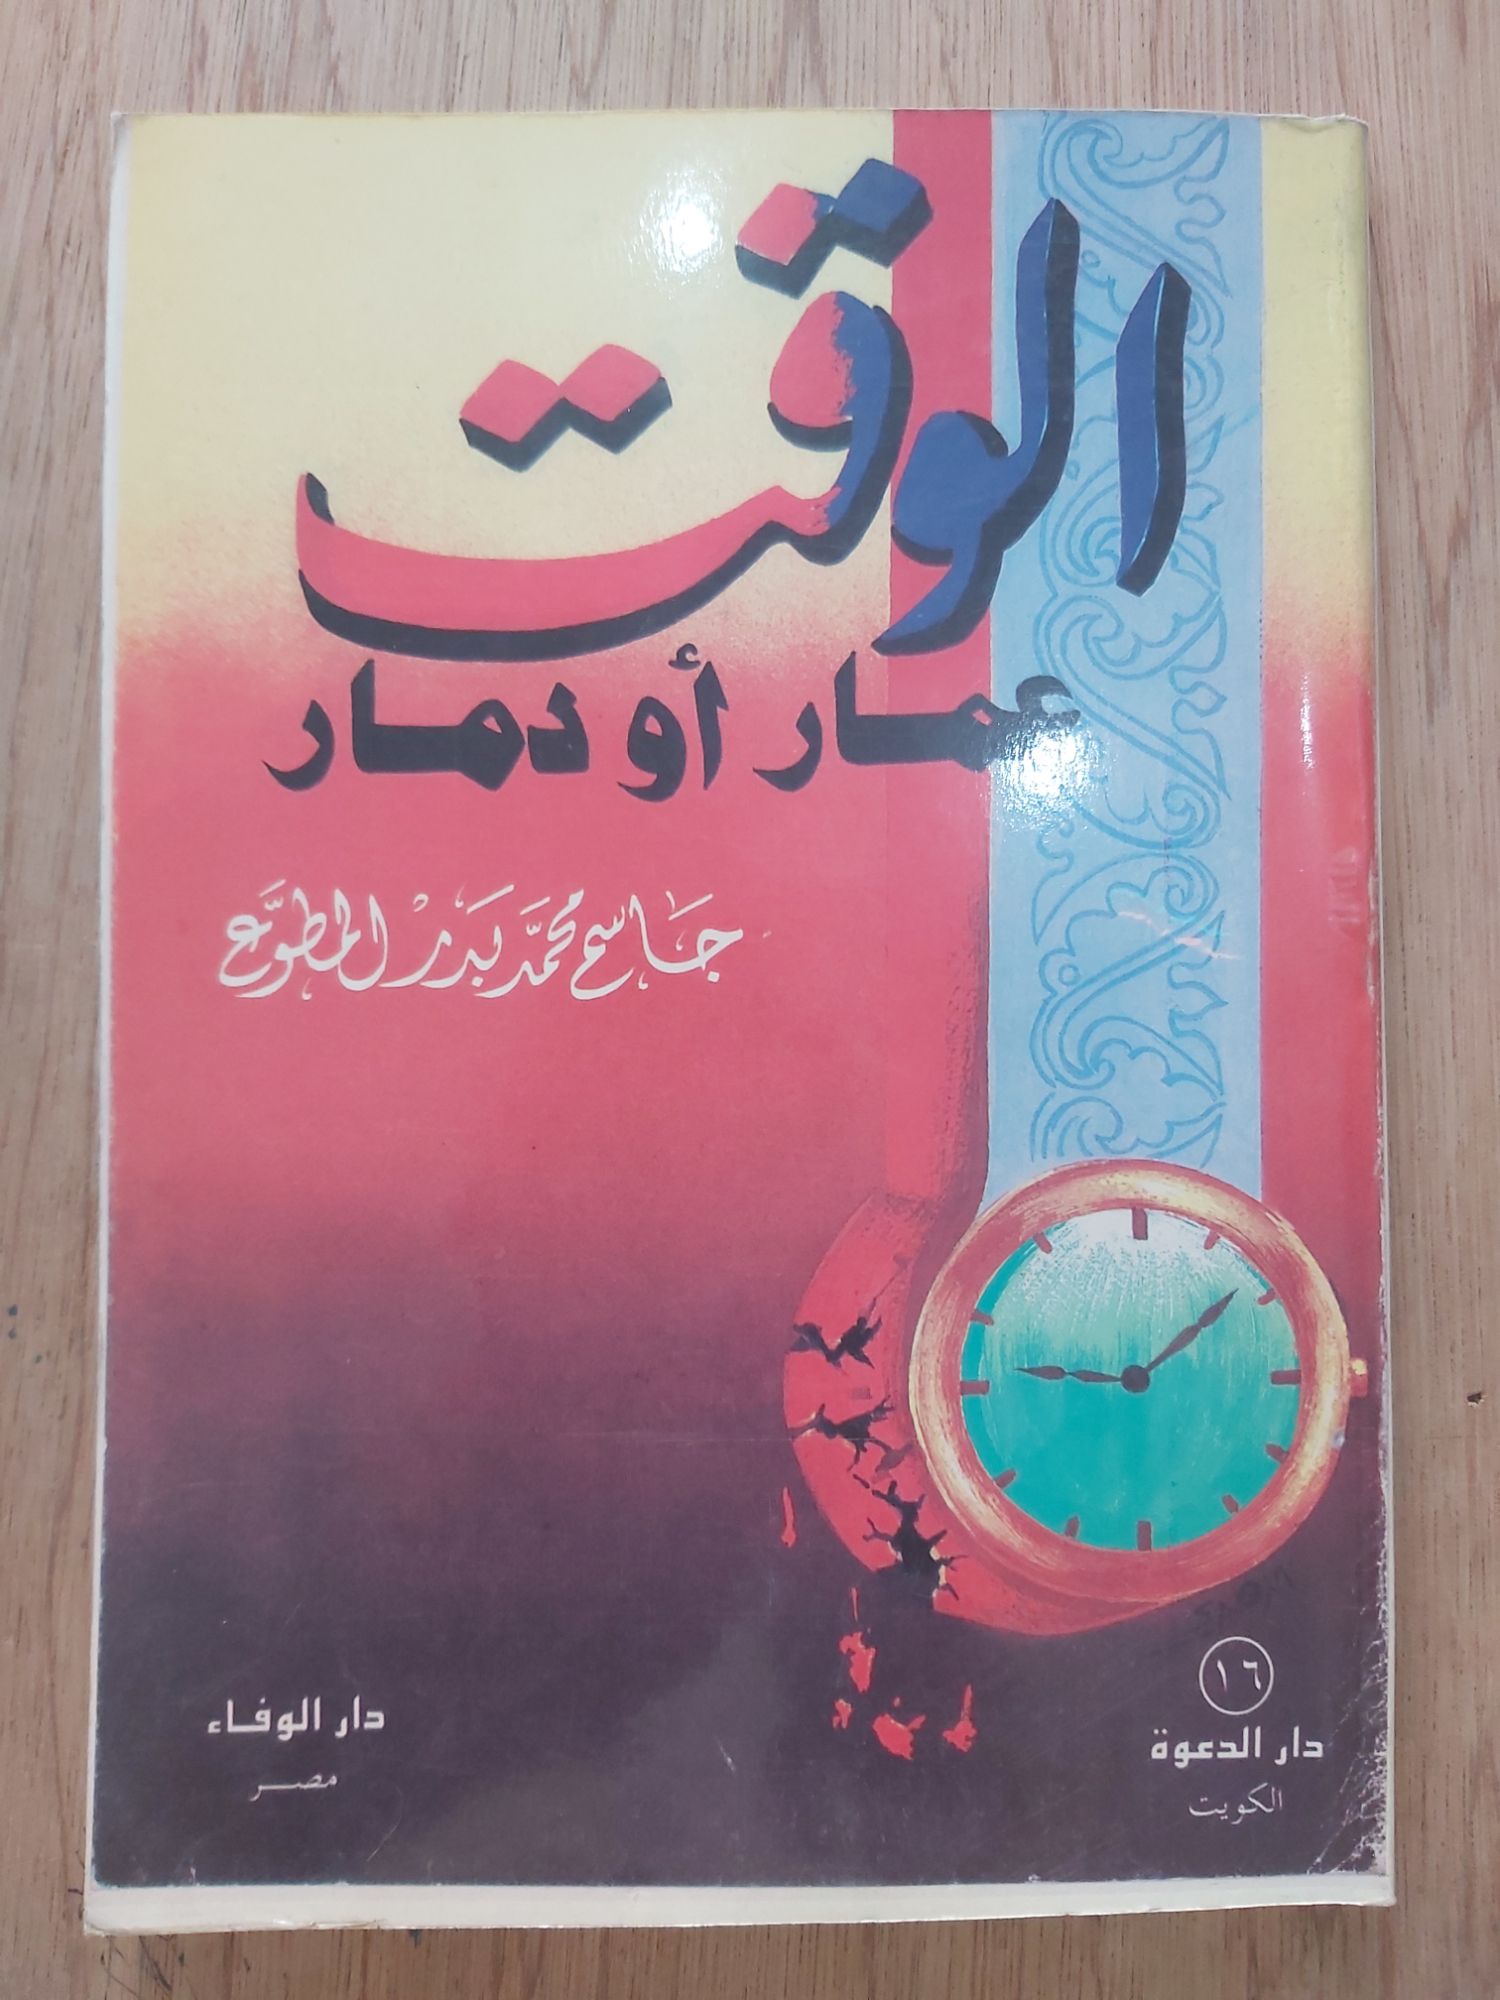 الوقت
عمار أو دمار
جاسم محمد بدر المطوع
١٦
دار الدعوة
الكويت
دار الوفاء
مصر